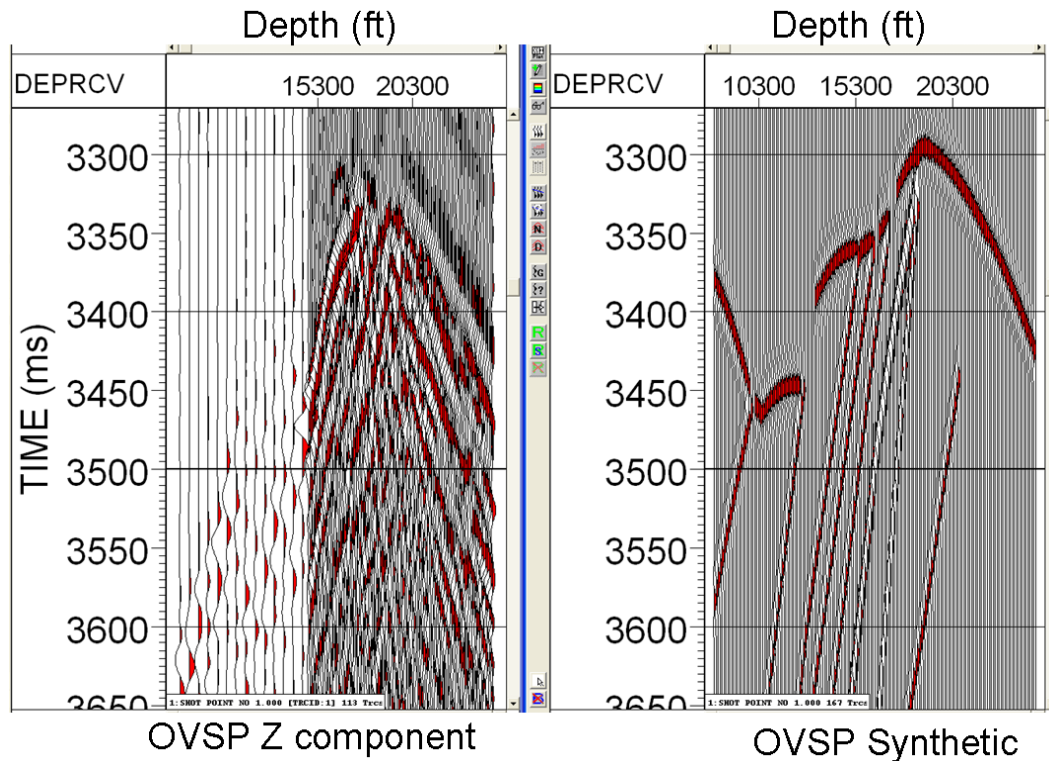 Depth (ft)
Depth (ft)
DEPRCV
15300 20300
DEPRCV
10300 15300 20300
3300
3350
3400
3450
3500
3550
3600
3650
TIME (ms)
N
D
G
?
R
S
3300
3350
3400
3450
3500
3550
3600
3650
1:SHOT POINT NO 1.000 [TRCID:1] 113 Trcs
1:SHOT POINT NO 1.000 167 Trcs
OVSP Z component
OVSP Synthetic